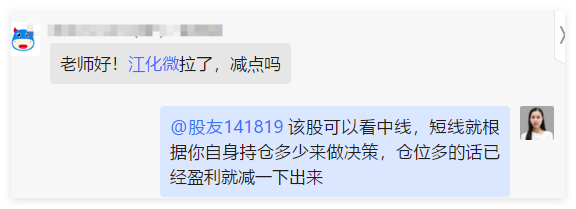 老师好！江化微拉了，减点吗
@股友141819 该股可以看中线，短线就根
据你自身持仓多少来做决策，仓位多的话已
经盈利就减一下出来